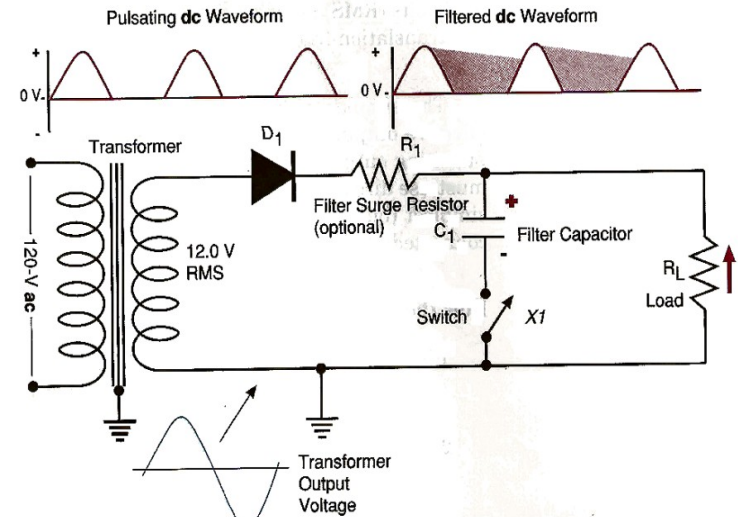 Pulsating dc Waveform
Filtered dc Waveform
+
0 V
-
+
0 V
-
Transformer
D1
R1
Filter Surge Resistor
(optional)
+
C1
Filter Capacitor
-
12.0 V
RMS
120-V ac
RL
Load
Switch
X1
Transformer
Output
Voltage